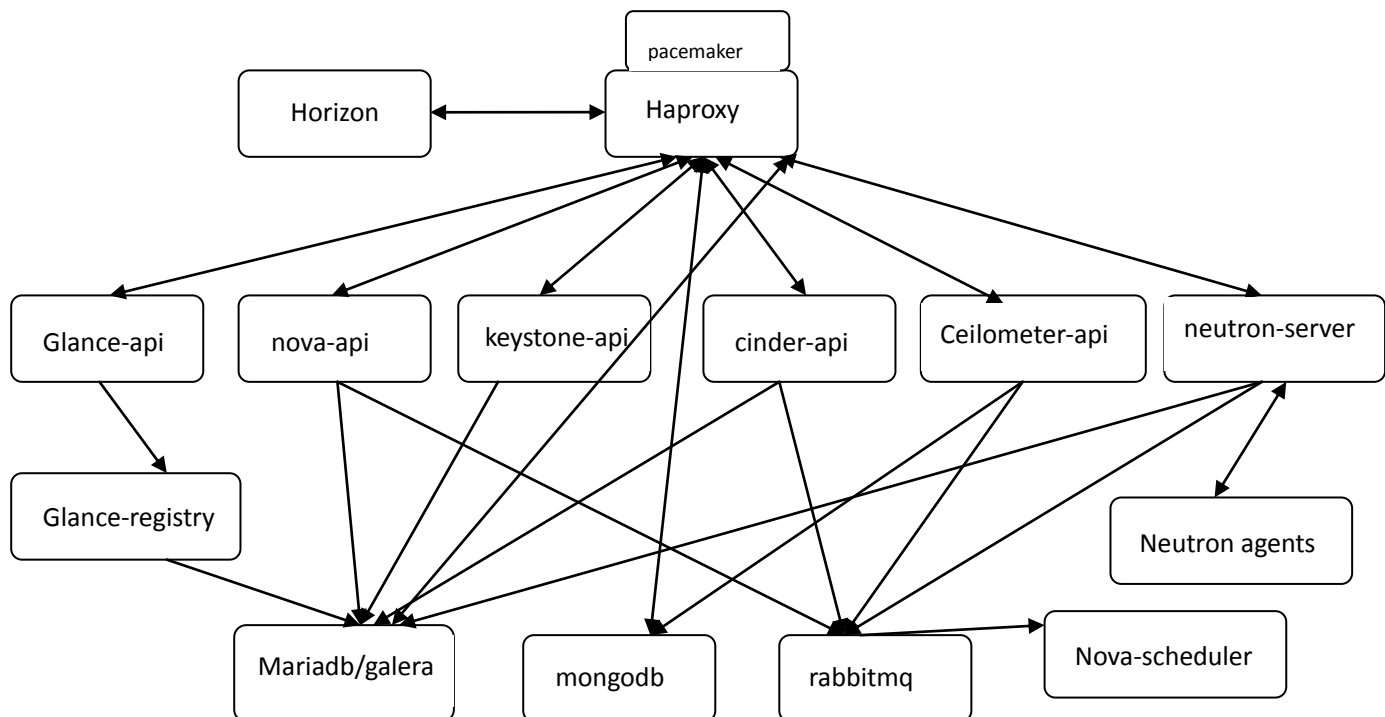 pacemaker
Horizon
Haproxy
Glance-api
nova-api
keystone-api
cinder-api
Ceilometer-api
neutron-server
Glance-registry
Neutron agents
Mariadb/galera
mongodb
rabbitmq
Nova-scheduler